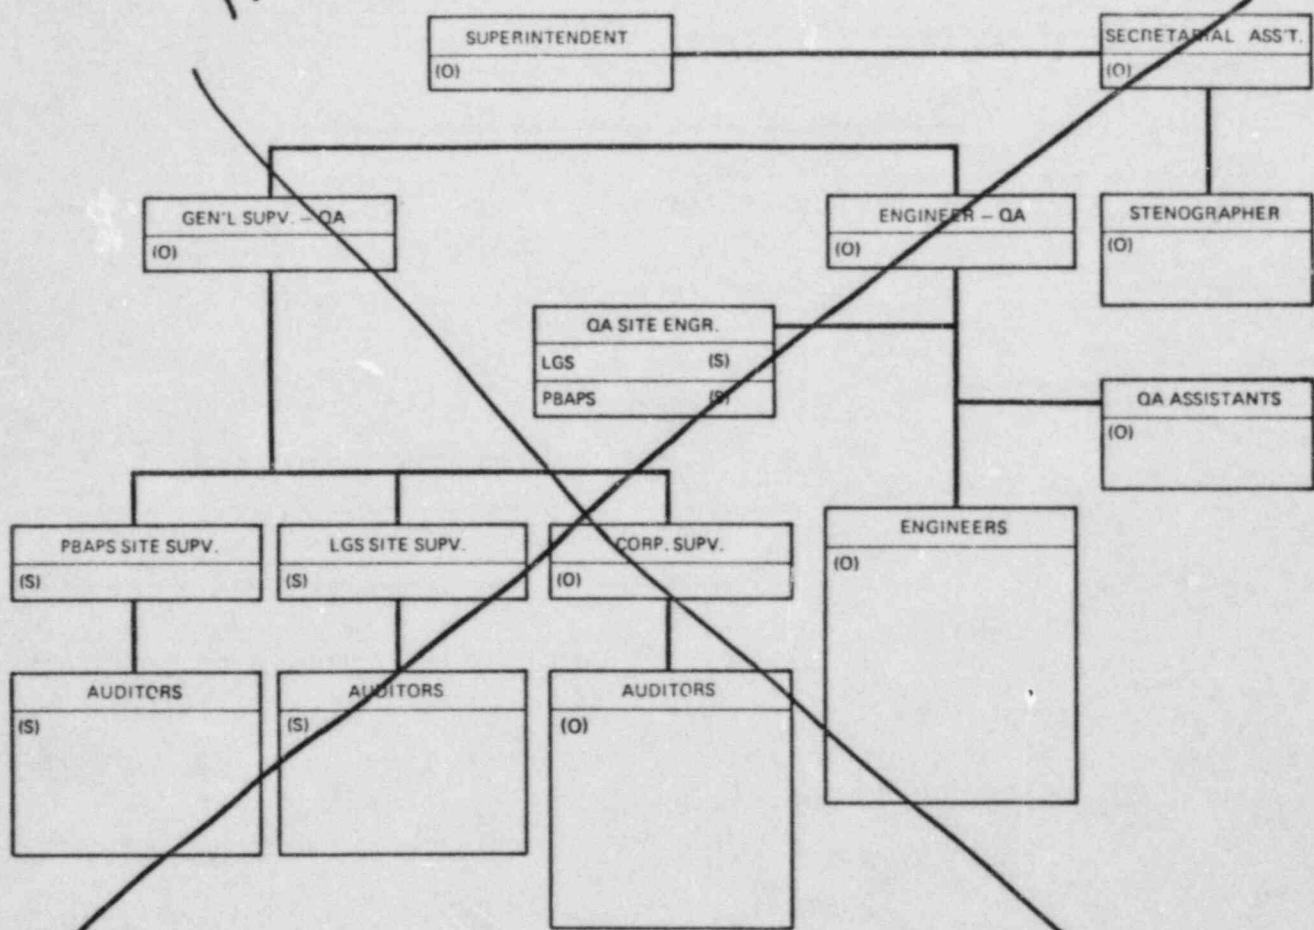 SUPERINTENDENT
(O)
SECRETARIAL ASS'T.
(O)
GEN'L SUPV. – QA
(O)
ENGINEER – QA
(O)
STENOGRAPHER
(O)
QA SITE ENGR.
LGS (S)
PBAPS (S)
QA ASSISTANTS
(O)
PBAPS SITE SUPV.
(S)
LGS SITE SUPV.
(S)
CORP. SUPV.
(O)
ENGINEERS
(O)
AUDITORS
(S)
AUDITORS
(S)
AUDITORS
(O)